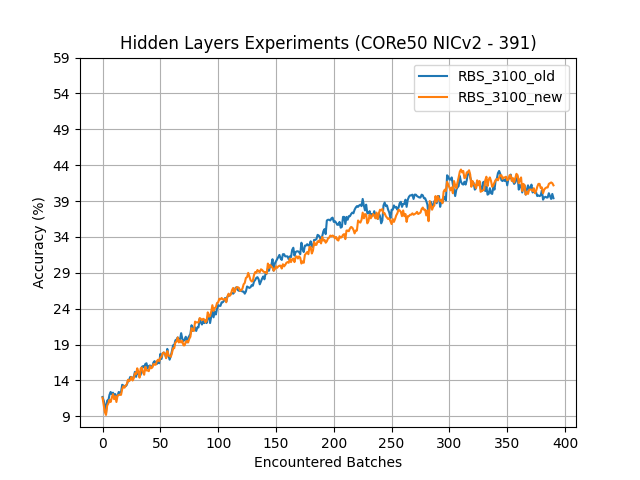 Hidden Layers Experiments (CORe50 NICv2 - 391)
RBS_3100_old
RBS_3100_new
Accuracy (%)
59
54
49
44
39
34
29
24
19
14
9
0 50 100 150 200 250 300 350 400
Encountered Batches